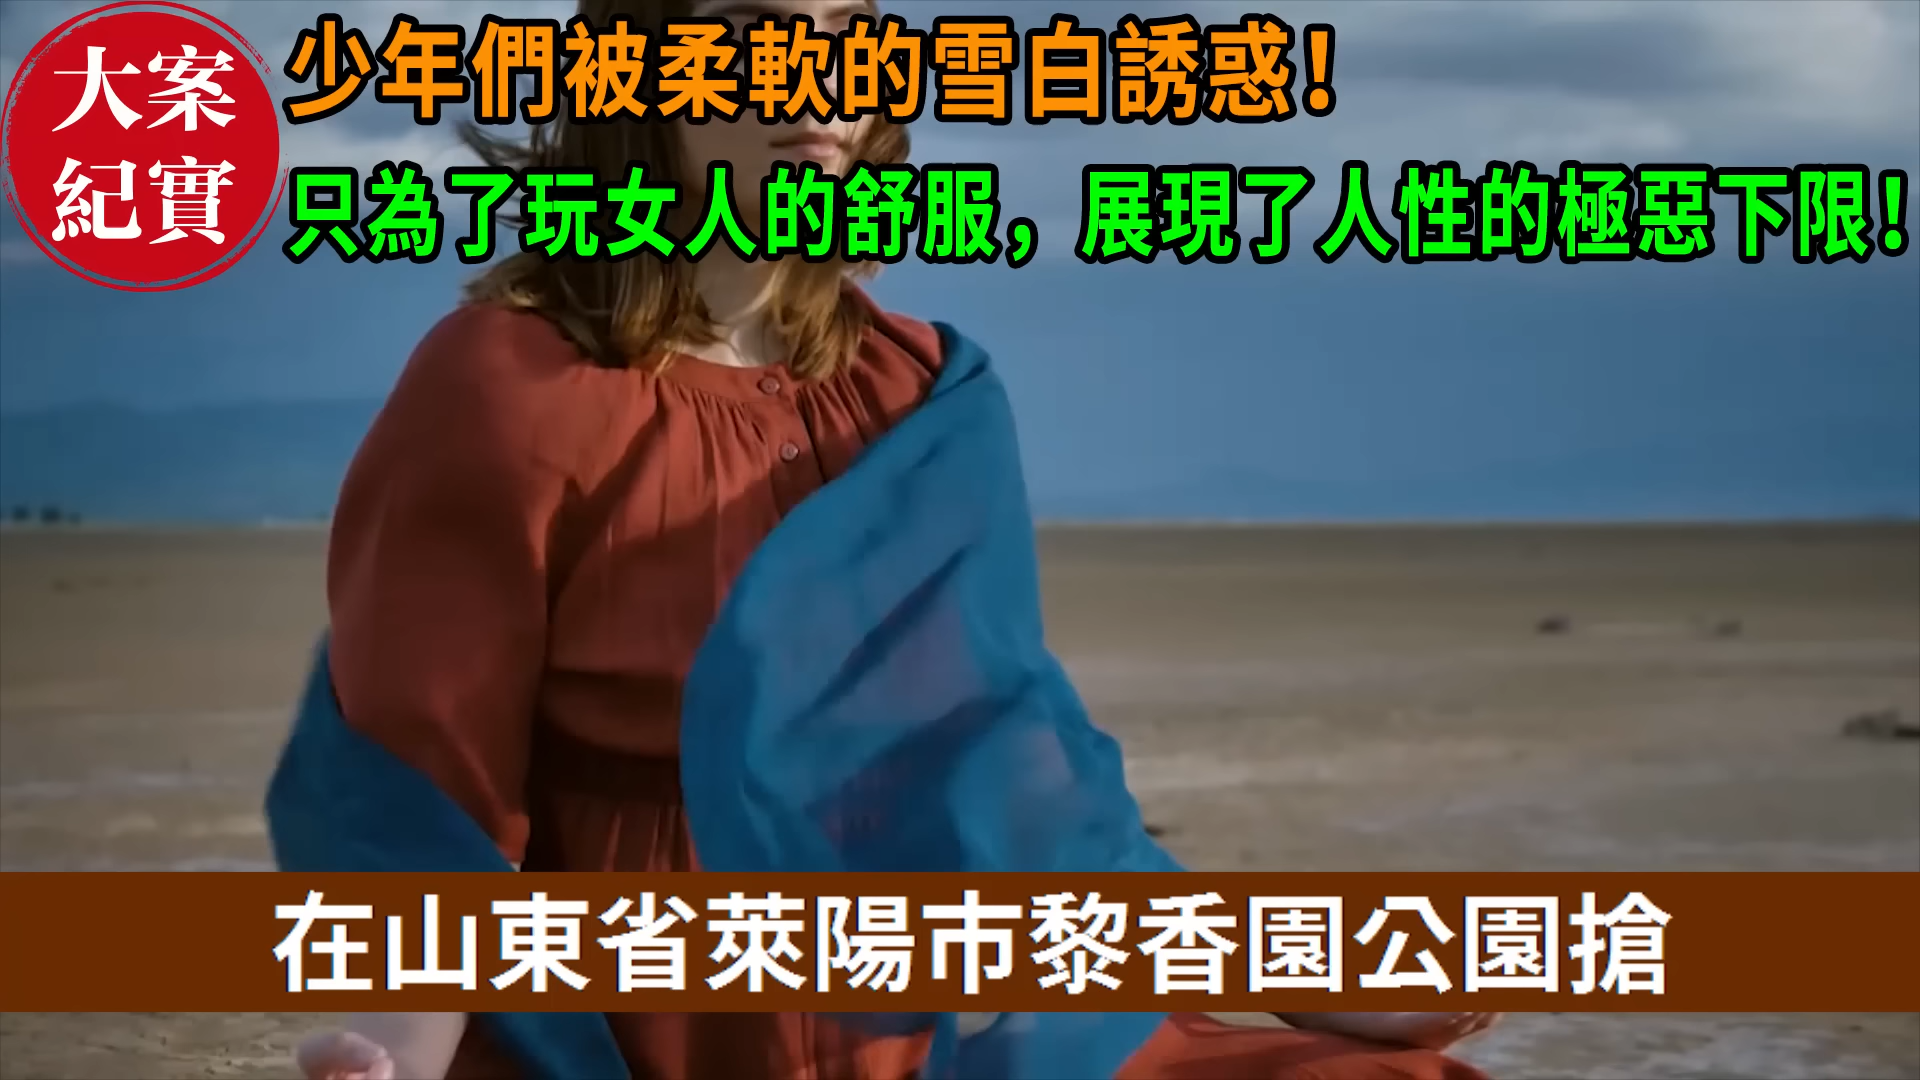 大案
紀實
少年們被柔軟的雪白誘惑！
只為了玩女人的舒服，展現了人性的極惡下限！
在山東省萊陽市黎香園公園搶